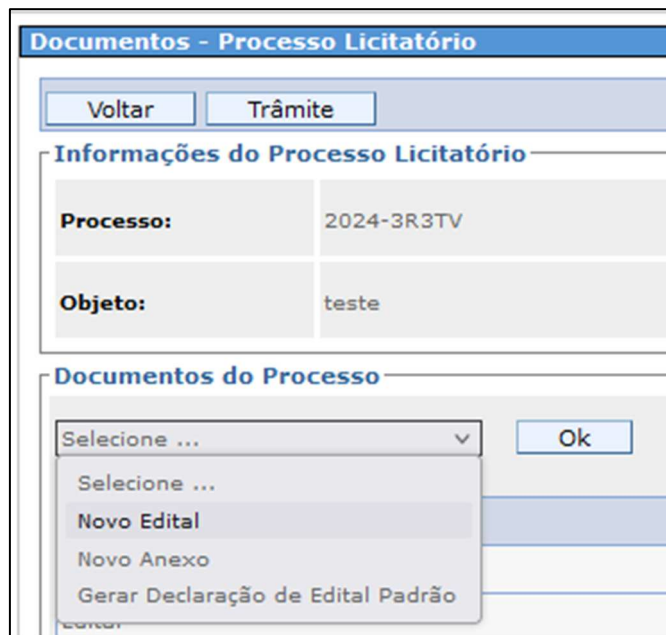 Documentos - Processo Licitatório
Voltar Trâmite
Informações do Processo Licitatório
Processo: 2024-3R3TV
Objeto: teste
Documentos do Processo
Selecione ... Ok
Selecione ...
Novo Edital
Novo Anexo
Gerar Declaração de Edital Padrão